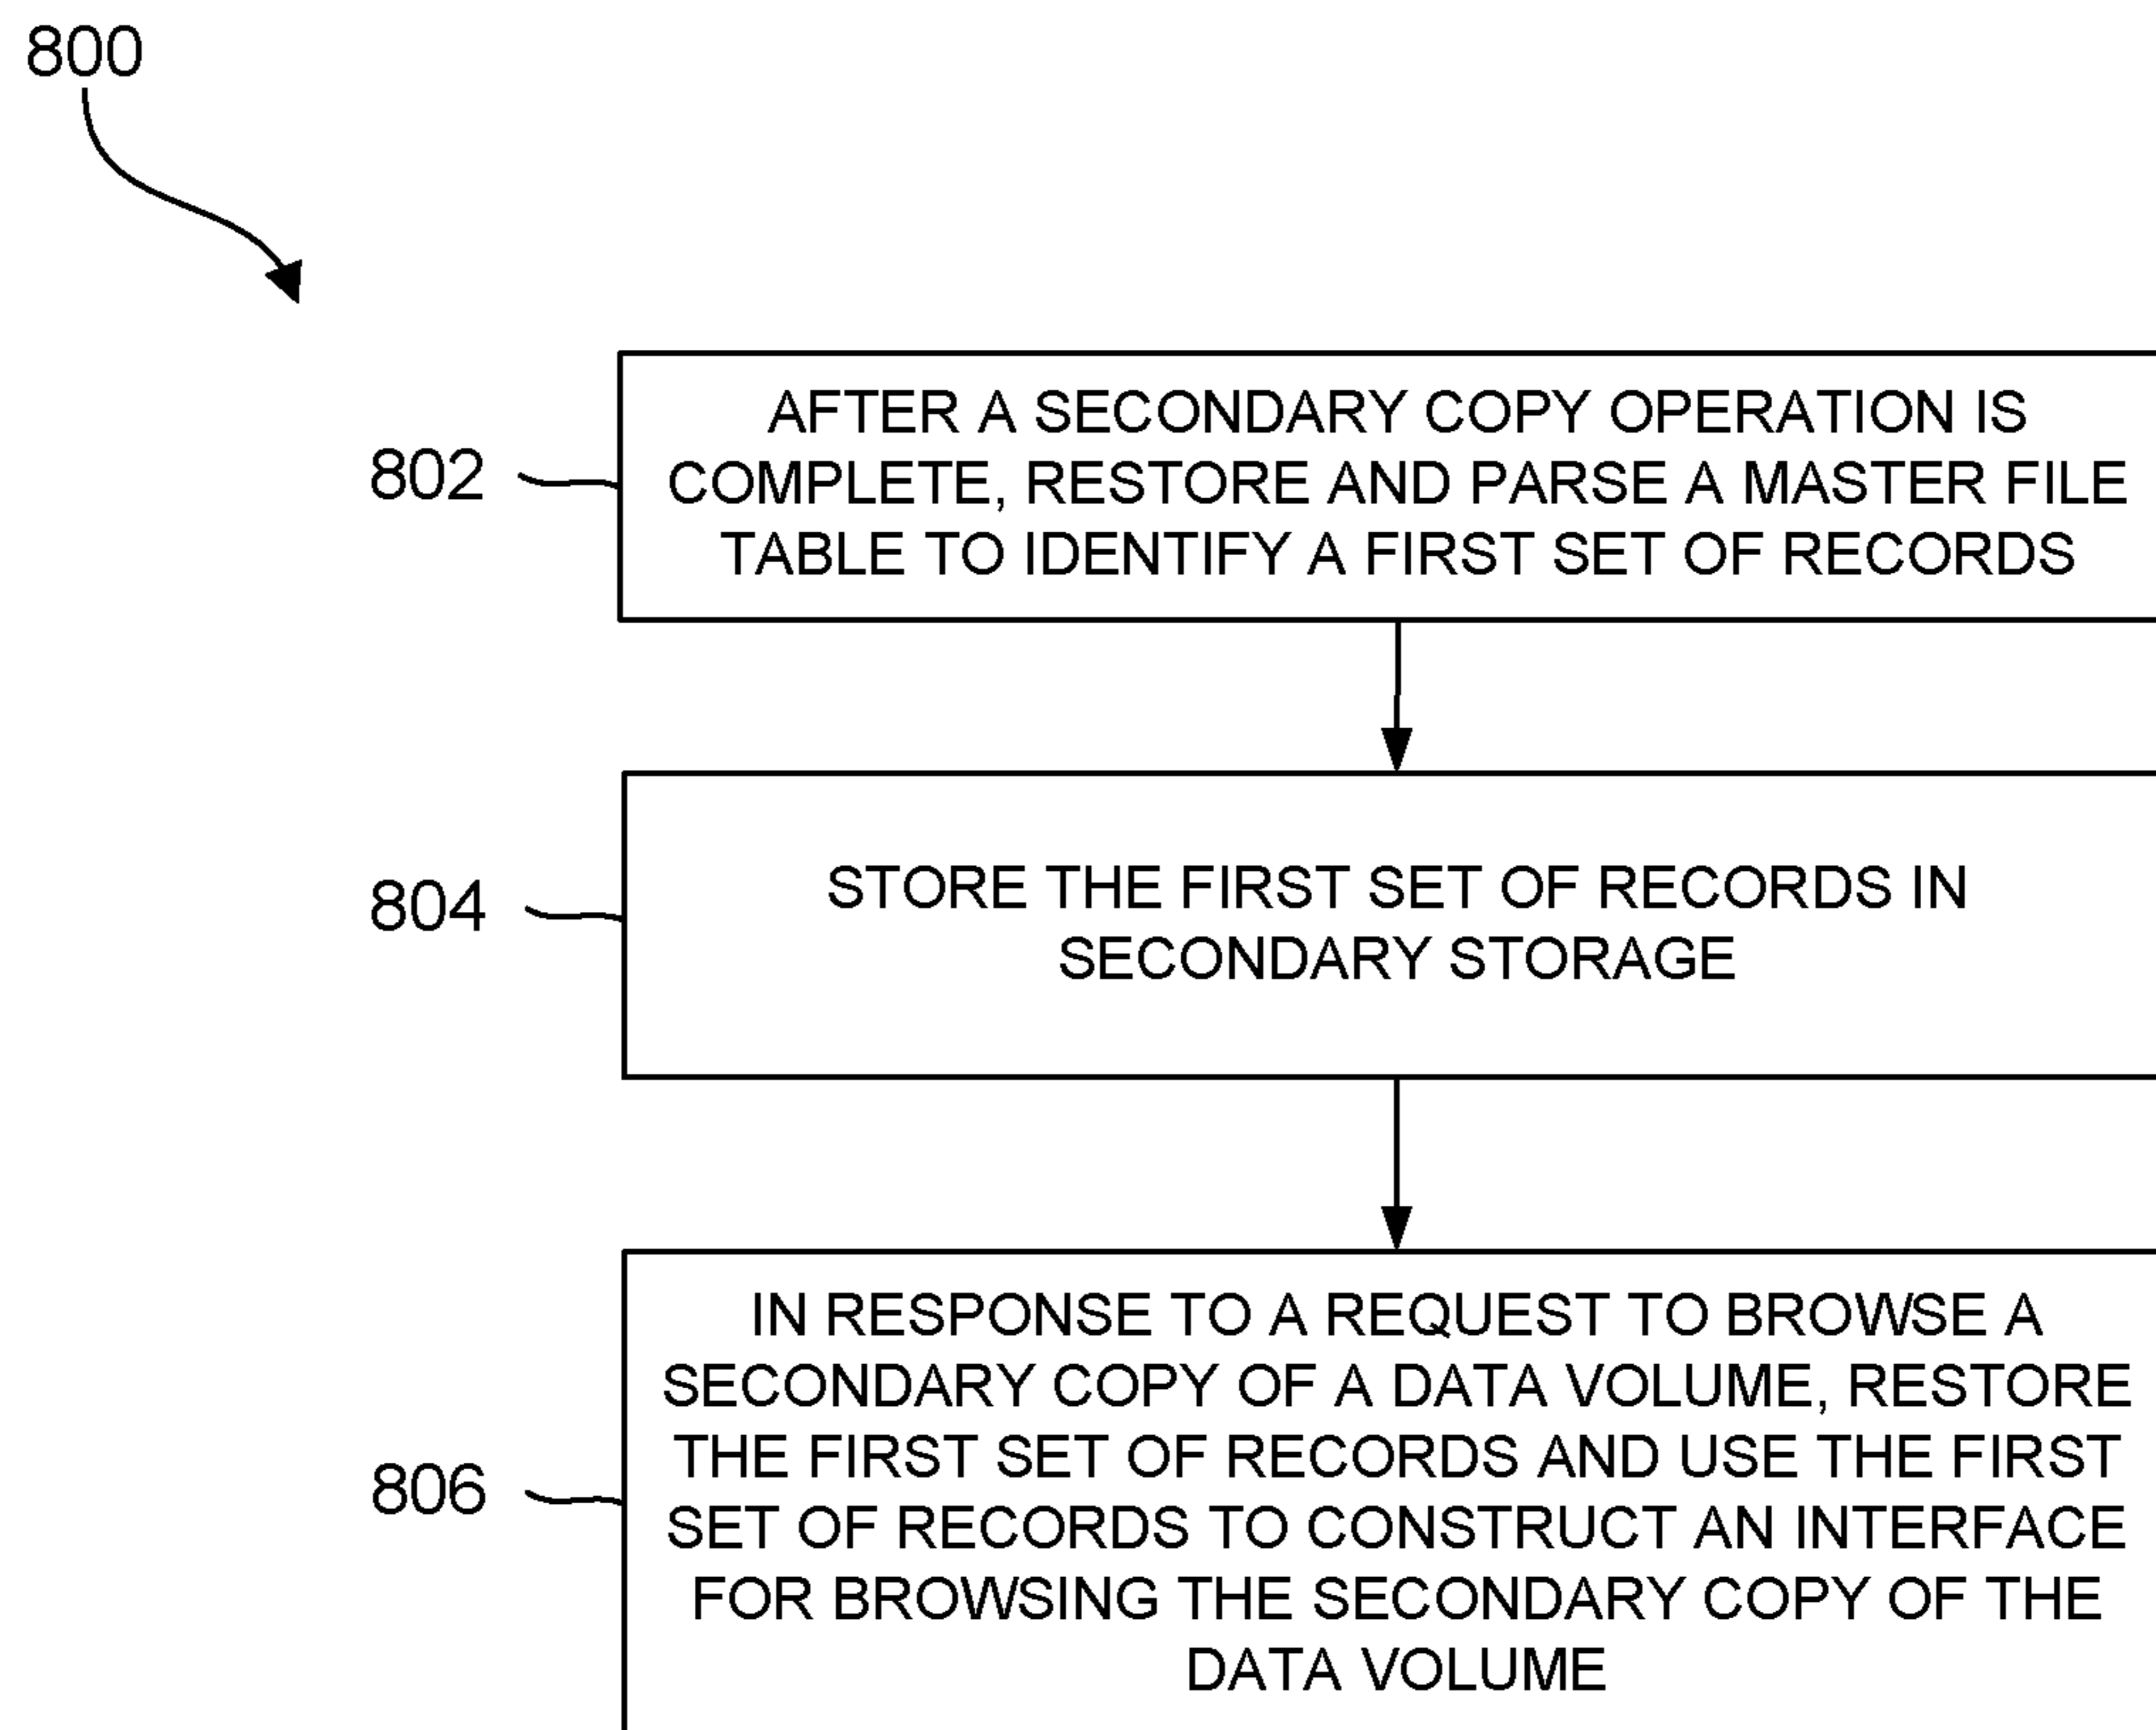 800
802
AFTER A SECONDARY COPY OPERATION IS
COMPLETE, RESTORE AND PARSE A MASTER FILE
TABLE TO IDENTIFY A FIRST SET OF RECORDS
804
STORE THE FIRST SET OF RECORDS IN
SECONDARY STORAGE
806
IN RESPONSE TO A REQUEST TO BROWSE A
SECONDARY COPY OF A DATA VOLUME, RESTORE
THE FIRST SET OF RECORDS AND USE THE FIRST
SET OF RECORDS TO CONSTRUCT AN INTERFACE
FOR BROWSING THE SECONDARY COPY OF THE
DATA VOLUME